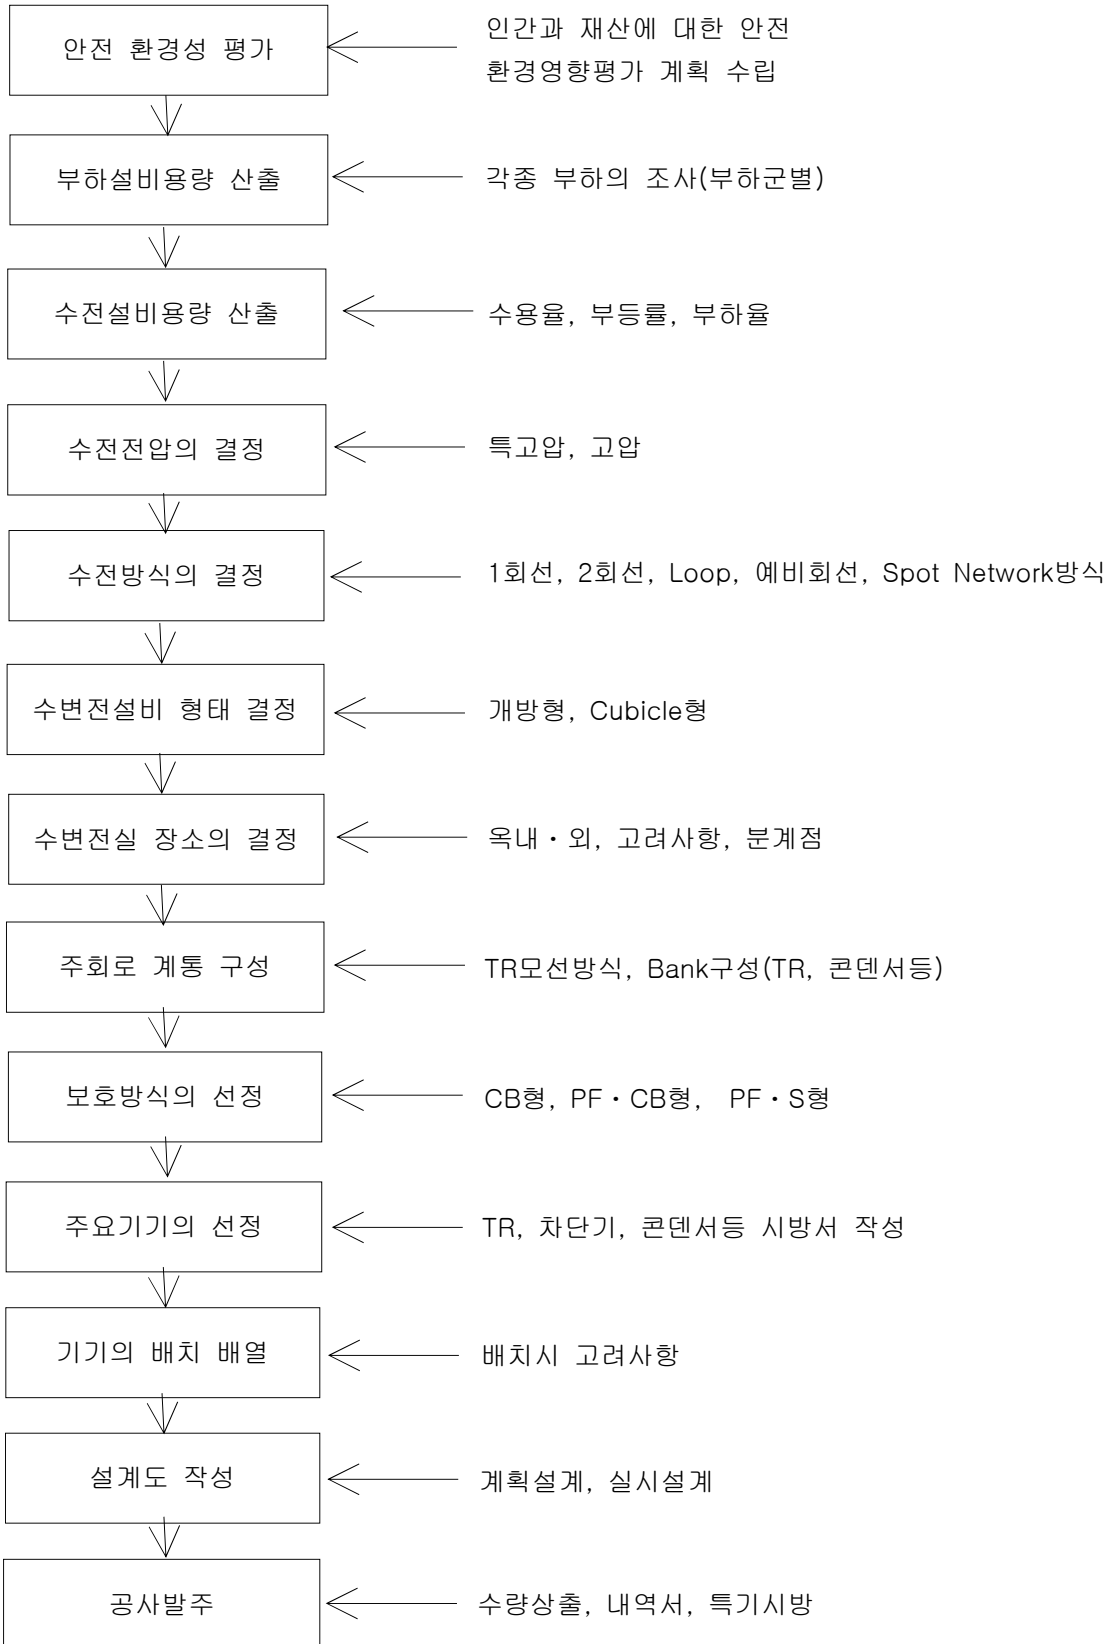 안전 환경성 평가
인간과 재산에 대한 안전
환경영향평가 계획 수립
부하설비용량 산출
각종 부하의 조사(부하군별)
수전설비용량 산출
수용율, 부등률, 부하율
수전전압의 결정
특고압, 고압
수전방식의 결정
1회선, 2회선, Loop, 예비회선, Spot Network방식
수변전설비 형태 결정
개방형, Cubicle형
수변전실 장소의 결정
옥내·외, 고려사항, 분계점
주회로 계통 구성
TR모선방식, Bank구성(TR, 콘덴서등)
보호방식의 선정
CB형, PF·CB형, PF·S형
주요기기의 선정
TR, 차단기, 콘덴서등 시방서 작성
기기의 배치 배열
배치시 고려사항
설계도 작성
계획설계, 실시설계
공사발주
수량상출, 내역서, 특기시방